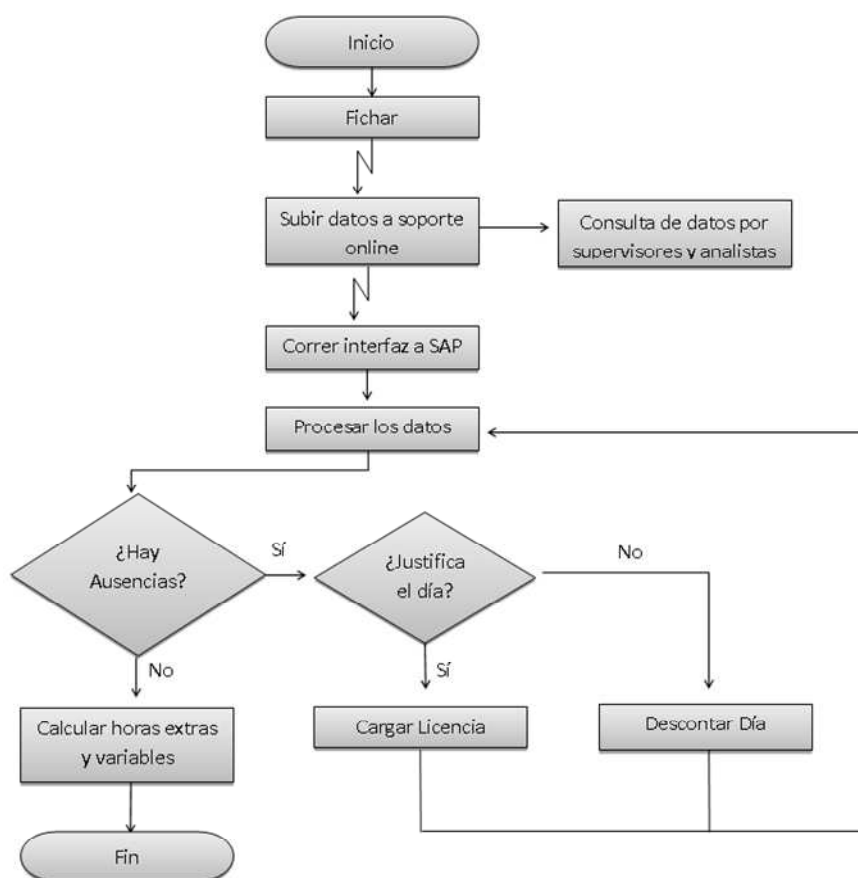 Inicio
Fichar
Subir datos a soporte
online
Consulta de datos por
supervisores y analistas
Correr interfaz a SAP
Procesar los datos
¿Hay
Ausencias?
Sí
¿Justifica
el día?
No
No
Sí
Calcular horas extras
y variables
Cargar Licencia
Descontar Día
Fin